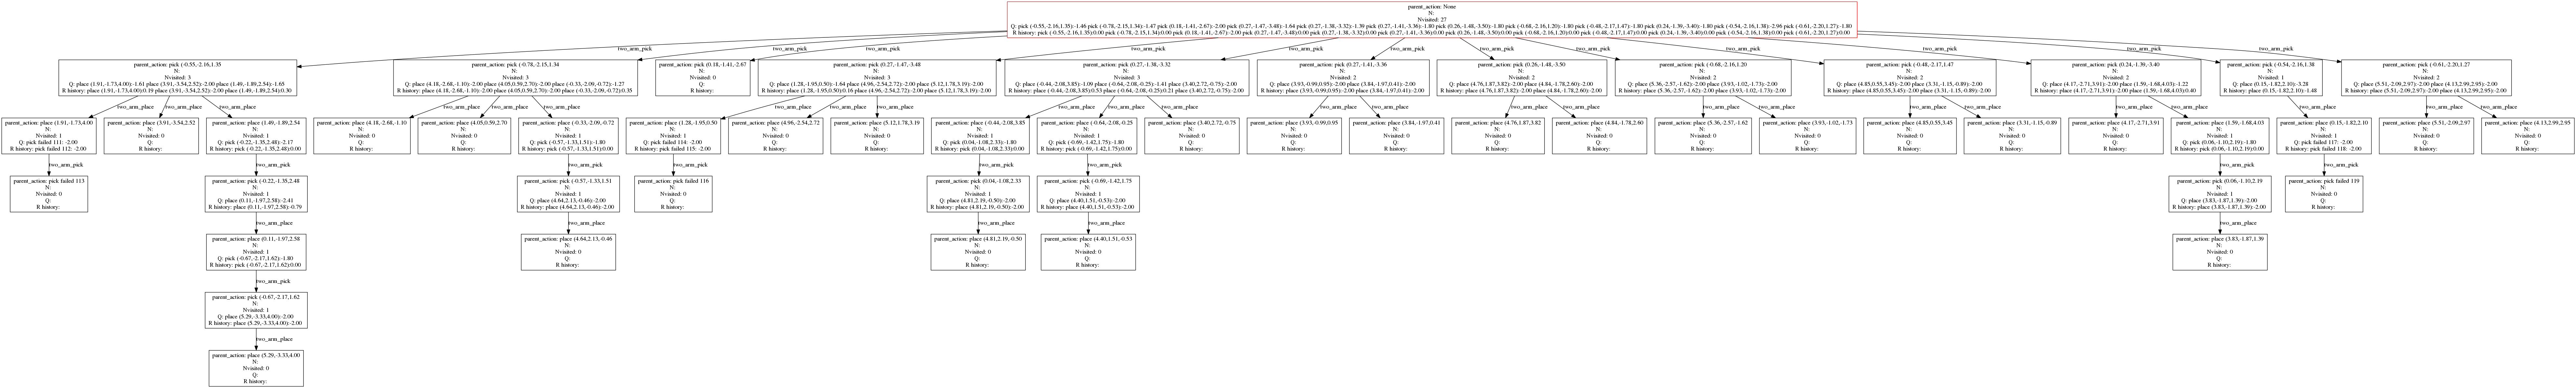 parent_action: None
N:
Nvisited: 27
Q: pick (-0.55,-2.16,1.35):-1.46 pick (-0.78,-2.15,1.34):-1.47 pick (0.18,-1.41,-2.67):-2.00 pick (0.27,-1.47,-3.48):-1.64 pick (0.27,-1.38,-3.32):-1.39 pick (0.27,-1.41,-3.36):-1.80 pick (0.26,-1.48,-3.50):-1.80 pick (-0.68,-2.16,1.20):-1.80 pick (-0.48,-2.17,1.47):-1.80 pick (0.24,-1.39,-3.40):-1.80 pick (-0.54,-2.16,1.38):-2.96 pick (-0.61,-2.20,1.27):-1.80
R history: pick (-0.55,-2.16,1.35):0.00 pick (-0.78,-2.15,1.34):0.00 pick (0.18,-1.41,-2.67):-2.00 pick (0.27,-1.47,-3.48):0.00 pick (0.27,-1.38,-3.32):0.00 pick (0.27,-1.41,-3.36):0.00 pick (0.26,-1.48,-3.50):0.00 pick (-0.68,-2.16,1.20):0.00 pick (-0.48,-2.17,1.47):0.00 pick (0.24,-1.39,-3.40):0.00 pick (-0.54,-2.16,1.38):0.00 pick (-0.61,-2.20,1.27):0.00
two_arm_pick two_arm_pick two_arm_pick two_arm_pick two_arm_pick two_arm_pick two_arm_pick two_arm_pick two_arm_pick two_arm_pick two_arm_pick two_arm_pick
parent_action: pick (-0.55,-2.16,1.35
N:
Nvisited: 3
Q: place (1.91,-1.73,4.00):-1.61 place (3.91,-3.54,2.52):-2.00 place (1.49,-1.89,2.54):-1.65
R history: place (1.91,-1.73,4.00):0.19 place (3.91,-3.54,2.52):-2.00 place (1.49,-1.89,2.54):0.30
parent_action: pick (-0.78,-2.15,1.34
N:
Nvisited: 3
Q: place (4.18,-2.68,-1.10):-2.00 place (4.05,0.59,2.70):-2.00 place (-0.33,-2.09,-0.72):-1.27
R history: place (4.18,-2.68,-1.10):-2.00 place (4.05,0.59,2.70):-2.00 place (-0.33,-2.09,-0.72):0.35
parent_action: pick (0.18,-1.41,-2.67
N:
Nvisited: 0
Q:
R history:
parent_action: pick (0.27,-1.47,-3.48
N:
Nvisited: 3
Q: place (1.28,-1.95,0.50):-1.64 place (4.96,-2.54,2.72):-2.00 place (5.12,1.78,3.19):-2.00
R history: place (1.28,-1.95,0.50):0.16 place (4.96,-2.54,2.72):-2.00 place (5.12,1.78,3.19):-2.00
parent_action: pick (0.27,-1.38,-3.32
N:
Nvisited: 3
Q: place (-0.44,-2.08,3.85):-1.09 place (-0.64,-2.08,-0.25):-1.41 place (3.40,2.72,-0.75):-2.00
R history: place (-0.44,-2.08,3.85):0.53 place (-0.64,-2.08,-0.25):0.21 place (3.40,2.72,-0.75):-2.00
parent_action: pick (0.27,-1.41,-3.36
N:
Nvisited: 2
Q: place (3.93,-0.99,0.95):-2.00 place (3.84,-1.97,0.41):-2.00
R history: place (3.93,-0.99,0.95):-2.00 place (3.84,-1.97,0.41):-2.00
parent_action: pick (0.26,-1.48,-3.50
N:
Nvisited: 2
Q: place (4.76,1.87,3.82):-2.00 place (4.84,-1.78,2.60):-2.00
R history: place (4.76,1.87,3.82):-2.00 place (4.84,-1.78,2.60):-2.00
parent_action: pick (-0.68,-2.16,1.20
N:
Nvisited: 2
Q: place (5.36,-2.57,-1.62):-2.00 place (3.93,-1.02,-1.73):-2.00
R history: place (5.36,-2.57,-1.62):-2.00 place (3.93,-1.02,-1.73):-2.00
parent_action: pick (-0.48,-2.17,1.47
N:
Nvisited: 2
Q: place (4.85,0.55,3.45):-2.00 place (3.31,-1.15,-0.89):-2.00
R history: place (4.85,0.55,3.45):-2.00 place (3.31,-1.15,-0.89):-2.00
parent_action: pick (0.24,-1.39,-3.40
N:
Nvisited: 2
Q: place (4.17,-2.71,3.91):-2.00 place (1.59,-1.68,4.03):-1.22
R history: place (4.17,-2.71,3.91):-2.00 place (1.59,-1.68,4.03):0.40
parent_action: pick (-0.54,-2.16,1.38
N:
Nvisited: 1
Q: place (0.15,-1.82,2.10):-3.28
R history: place (0.15,-1.82,2.10):-1.48
parent_action: pick (-0.61,-2.20,1.27
N:
Nvisited: 2
Q: place (5.51,-2.09,2.97):-2.00 place (4.13,2.99,2.95):-2.00
R history: place (5.51,-2.09,2.97):-2.00 place (4.13,2.99,2.95):-2.00
two_arm_place two_arm_place two_arm_place two_arm_place two_arm_place two_arm_place two_arm_place two_arm_place two_arm_place two_arm_place two_arm_place two_arm_place two_arm_place two_arm_place two_arm_place two_arm_place two_arm_place two_arm_place two_arm_place two_arm_place two_arm_place two_arm_place two_arm_place two_arm_place two_arm_place
parent_action: place (1.91,-1.73,4.00
N:
Nvisited: 1
Q: pick failed 111: -2.00
R history: pick failed 112: -2.00
parent_action: place (3.91,-3.54,2.52
N:
Nvisited: 0
Q:
R history:
parent_action: place (1.49,-1.89,2.54
N:
Nvisited: 1
Q: pick (-0.22,-1.35,2.48):-2.17
R history: pick (-0.22,-1.35,2.48):0.00
parent_action: place (4.18,-2.68,-1.10
N:
Nvisited: 0
Q:
R history:
parent_action: place (4.05,0.59,2.70
N:
Nvisited: 0
Q:
R history:
parent_action: place (-0.33,-2.09,-0.72
N:
Nvisited: 1
Q: pick (-0.57,-1.33,1.51):-1.80
R history: pick (-0.57,-1.33,1.51):0.00
parent_action: place (1.28,-1.95,0.50
N:
Nvisited: 1
Q: pick failed 114: -2.00
R history: pick failed 115: -2.00
parent_action: place (4.96,-2.54,2.72
N:
Nvisited: 0
Q:
R history:
parent_action: place (5.12,1.78,3.19
N:
Nvisited: 0
Q:
R history:
parent_action: place (-0.44,-2.08,3.85
N:
Nvisited: 1
Q: pick (0.04,-1.08,2.33):-1.80
R history: pick (0.04,-1.08,2.33):0.00
parent_action: place (-0.64,-2.08,-0.25
N:
Nvisited: 1
Q: pick (-0.69,-1.42,1.75):-1.80
R history: pick (-0.69,-1.42,1.75):0.00
parent_action: place (3.40,2.72,-0.75
N:
Nvisited: 0
Q:
R history:
parent_action: place (3.93,-0.99,0.95
N:
Nvisited: 0
Q:
R history:
parent_action: place (3.84,-1.97,0.41
N:
Nvisited: 0
Q:
R history:
parent_action: place (4.76,1.87,3.82
N:
Nvisited: 0
Q:
R history:
parent_action: place (4.84,-1.78,2.60
N:
Nvisited: 0
Q:
R history:
parent_action: place (5.36,-2.57,-1.62
N:
Nvisited: 0
Q:
R history:
parent_action: place (3.93,-1.02,-1.73
N:
Nvisited: 0
Q:
R history:
parent_action: place (4.85,0.55,3.45
N:
Nvisited: 0
Q:
R history:
parent_action: place (3.31,-1.15,-0.89
N:
Nvisited: 0
Q:
R history:
parent_action: place (4.17,-2.71,3.91
N:
Nvisited: 0
Q:
R history:
parent_action: place (1.59,-1.68,4.03
N:
Nvisited: 1
Q: pick (0.06,-1.10,2.19):-1.80
R history: pick (0.06,-1.10,2.19):0.00
parent_action: place (0.15,-1.82,2.10
N:
Nvisited: 1
Q: pick failed 117: -2.00
R history: pick failed 118: -2.00
parent_action: place (5.51,-2.09,2.97
N:
Nvisited: 0
Q:
R history:
parent_action: place (4.13,2.99,2.95
N:
Nvisited: 0
Q:
R history:
two_arm_pick two_arm_pick two_arm_pick two_arm_pick two_arm_pick two_arm_pick two_arm_pick two_arm_pick
parent_action: pick failed 113
N:
Nvisited: 0
Q:
R history:
parent_action: pick (-0.22,-1.35,2.48
N:
Nvisited: 1
Q: place (0.11,-1.97,2.58):-2.41
R history: place (0.11,-1.97,2.58):-0.79
parent_action: pick (-0.57,-1.33,1.51
N:
Nvisited: 1
Q: place (4.64,2.13,-0.46):-2.00
R history: place (4.64,2.13,-0.46):-2.00
parent_action: pick failed 116
N:
Nvisited: 0
Q:
R history:
parent_action: pick (0.04,-1.08,2.33
N:
Nvisited: 1
Q: place (4.81,2.19,-0.50):-2.00
R history: place (4.81,2.19,-0.50):-2.00
parent_action: pick (-0.69,-1.42,1.75
N:
Nvisited: 1
Q: place (4.40,1.51,-0.53):-2.00
R history: place (4.40,1.51,-0.53):-2.00
parent_action: pick (0.06,-1.10,2.19
N:
Nvisited: 1
Q: place (3.83,-1.87,1.39):-2.00
R history: place (3.83,-1.87,1.39):-2.00
parent_action: pick failed 119
N:
Nvisited: 0
Q:
R history:
two_arm_place two_arm_place two_arm_place two_arm_place two_arm_place
parent_action: place (0.11,-1.97,2.58
N:
Nvisited: 1
Q: pick (-0.67,-2.17,1.62):-1.80
R history: pick (-0.67,-2.17,1.62):0.00
parent_action: place (4.64,2.13,-0.46
N:
Nvisited: 0
Q:
R history:
parent_action: place (4.81,2.19,-0.50
N:
Nvisited: 0
Q:
R history:
parent_action: place (4.40,1.51,-0.53
N:
Nvisited: 0
Q:
R history:
parent_action: place (3.83,-1.87,1.39
N:
Nvisited: 0
Q:
R history:
two_arm_pick
parent_action: pick (-0.67,-2.17,1.62
N:
Nvisited: 1
Q: place (5.29,-3.33,4.00):-2.00
R history: place (5.29,-3.33,4.00):-2.00
two_arm_place
parent_action: place (5.29,-3.33,4.00
N:
Nvisited: 0
Q:
R history: